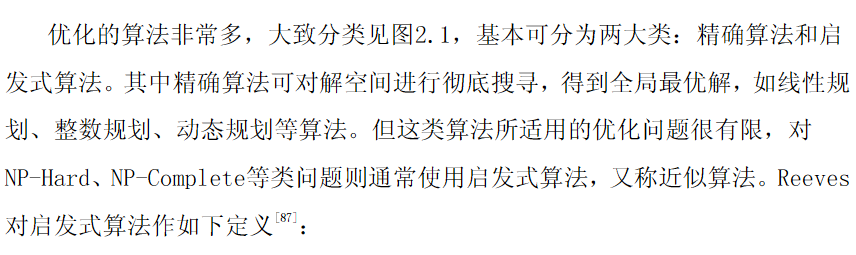 优化的算法非常多，大致分类见图2.1，基本可分为两大类：精确算法和启
发式算法。其中精确算法可对解空间进行彻底搜寻，得到全局最优解，如线性规
划、整数规划、动态规划等算法。但这类算法所适用的优化问题很有限，对
NP-Hard、NP-Complete等类问题则通常使用启发式算法，又称近似算法。Reeves
对启发式算法作如下定义[87]：